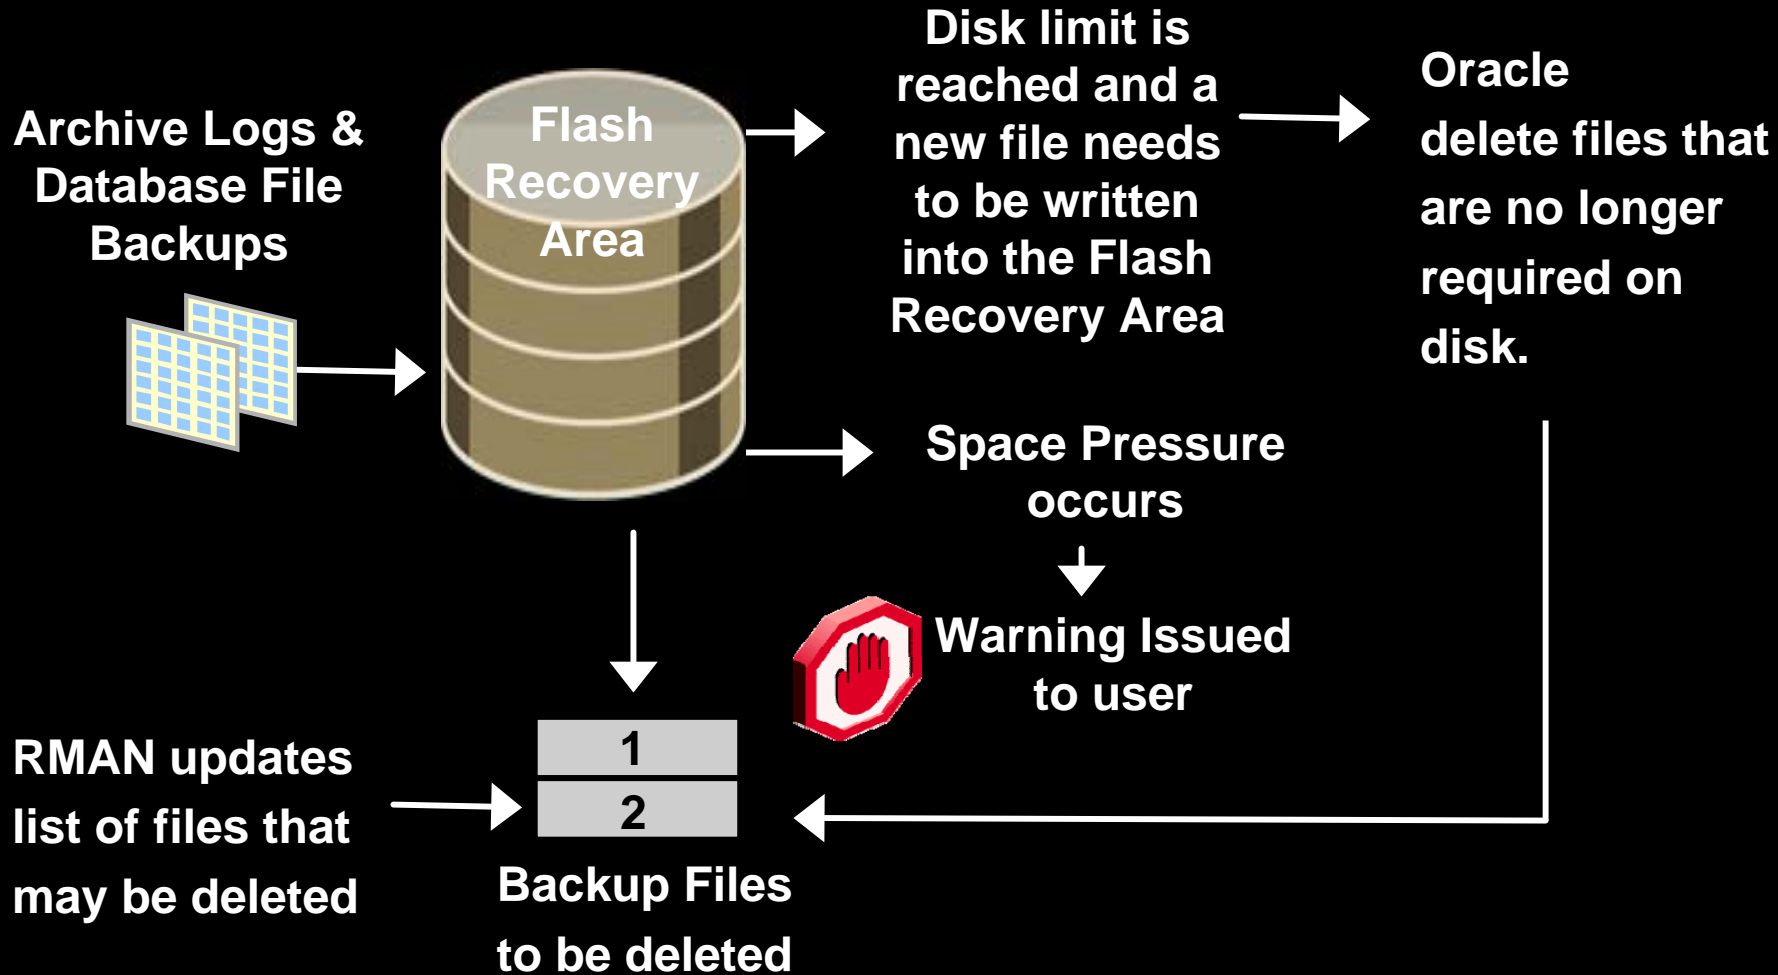 Archive Logs &
Database File
Backups
Flash
Recovery
Area
Disk limit is
reached and a
new file needs
to be written
into the Flash
Recovery Area
Oracle
delete files that
are no longer
required on
disk.
Space Pressure
occurs
Warning Issued
to user
RMAN updates
list of files that
may be deleted
1
2
Backup Files
to be deleted